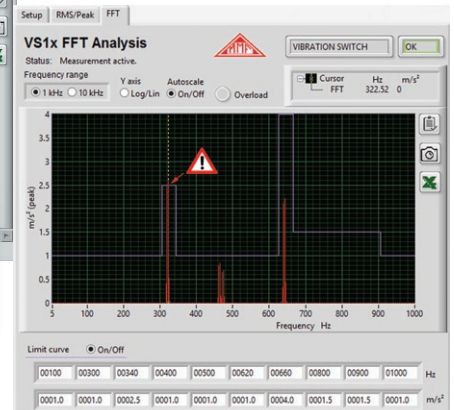 Setup RMS/Peak FFT
VS1x FFT Analysis
MMF
VIBRATION SWITCH OK
Status: Measurement active.
Frequency range
1 kHz 10 kHz
Y axis
Log/Lin
Autoscale
On/Off
Overload
Cursor Hz m/s²
FFT 322.52 0
m/s² (peak)
4
3.5
3
2.5
2
1.5
1
0.5
0
5 100 200 300 400 500 600 700 800 900 1000
Frequency Hz
Limit curve On/Off
00100 00300 00340 00400 00500 00620 00660 00800 00900 01000 Hz
0001.0 0001.0 0002.5 0001.0 0001.0 0001.0 0004.0 0001.5 0001.5 0001.0 m/s²